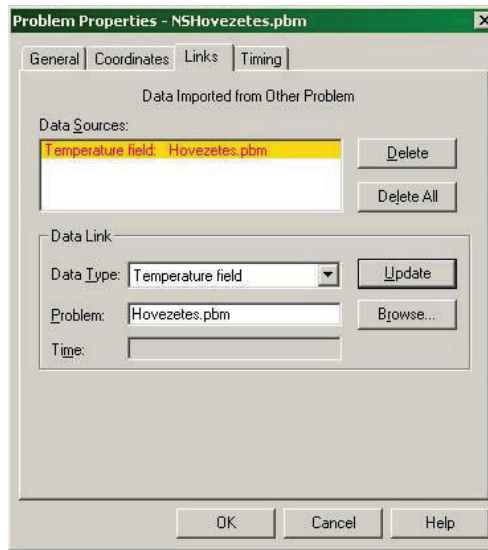 Problem Properties - NSHovezetes.pbm
General Coordinates Links Timing
Data Imported from Other Problem
Data Sources:
Temperature field: Hovezetes.pbm
Delete
Delete All
Data Link
Data Type: Temperature field Update
Problem: Hovezetes.pbm Browse...
Time:
OK Cancel Help